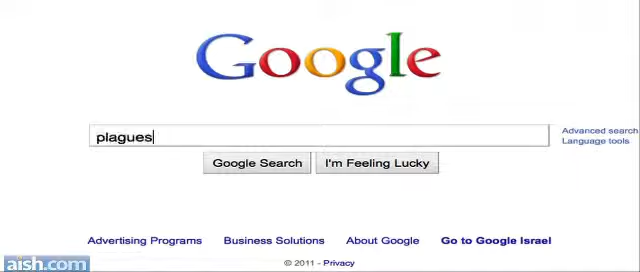 Google
plagues
Advanced search
Language tools
Google Search I'm Feeling Lucky
Advertising Programs Business Solutions About Google Go to Google Israel
© 2011 - Privacy
aish.com